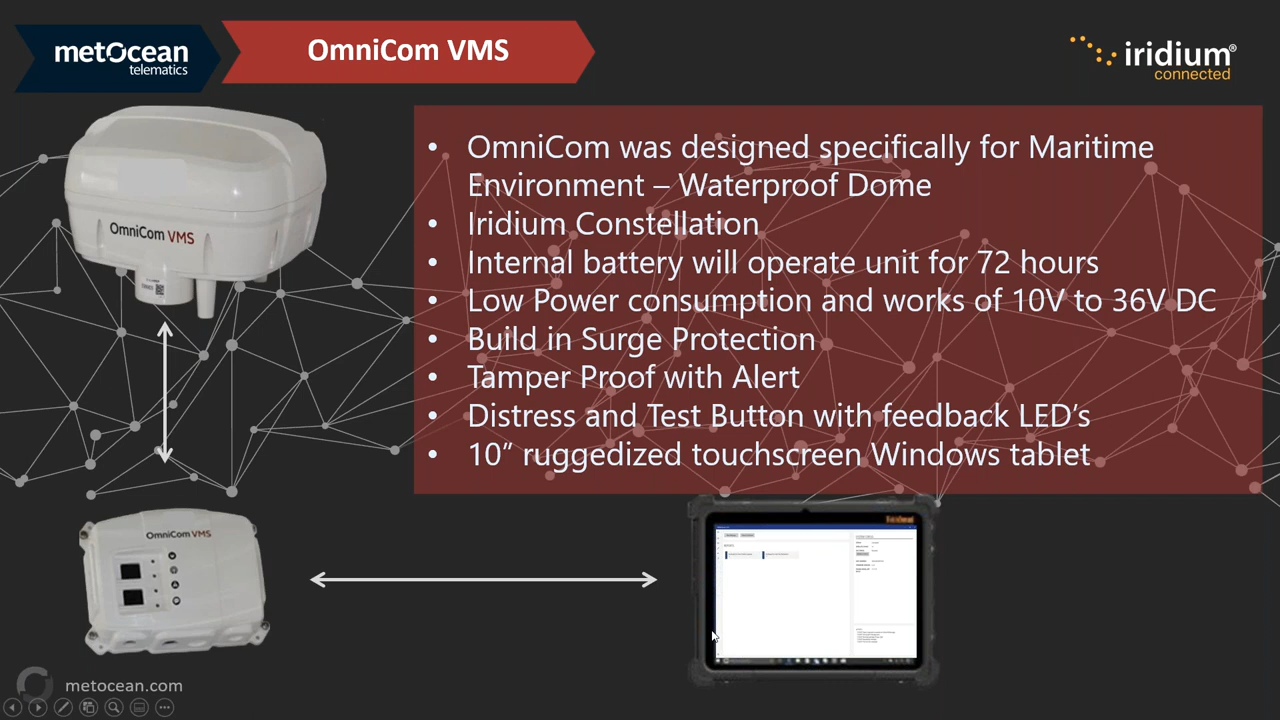 metOcean
telematics
OmniCom VMS
iridium®
connected
OmniCom VMS
• OmniCom was designed specifically for Maritime
Environment – Waterproof Dome
• Iridium Constellation
• Internal battery will operate unit for 72 hours
• Low Power consumption and works of 10V to 36V DC
• Build in Surge Protection
• Tamper Proof with Alert
• Distress and Test Button with feedback LED's
• 10” ruggedized touchscreen Windows tablet
OmniCom VMS
metocean.com